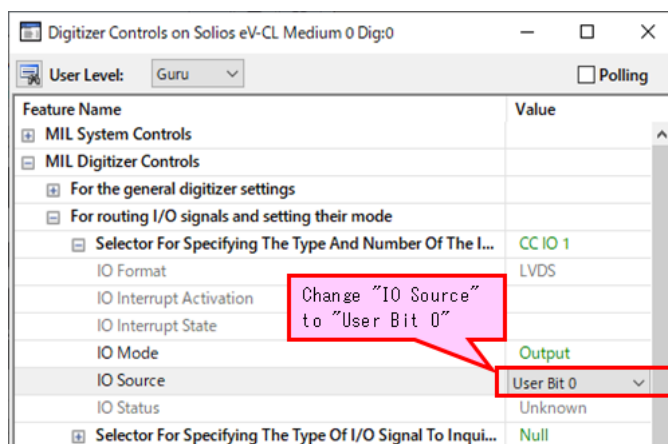 Digitizer Controls on Solios eV-CL Medium 0 Dig:0
User Level: Guru Polling
Feature Name Value
MIL System Controls
MIL Digitizer Controls
For the general digitizer settings
For routing I/O signals and setting their mode
Selector For Specifying The Type And Number Of The I... CC IO 1
IO Format LVDS
IO Interrupt Activation
IO Interrupt State
Change "IO Source"
to "User Bit 0"
IO Mode Output
IO Source User Bit 0
IO Status Unknown
Selector For Specifying The Type Of I/O Signal To Inqui... Null